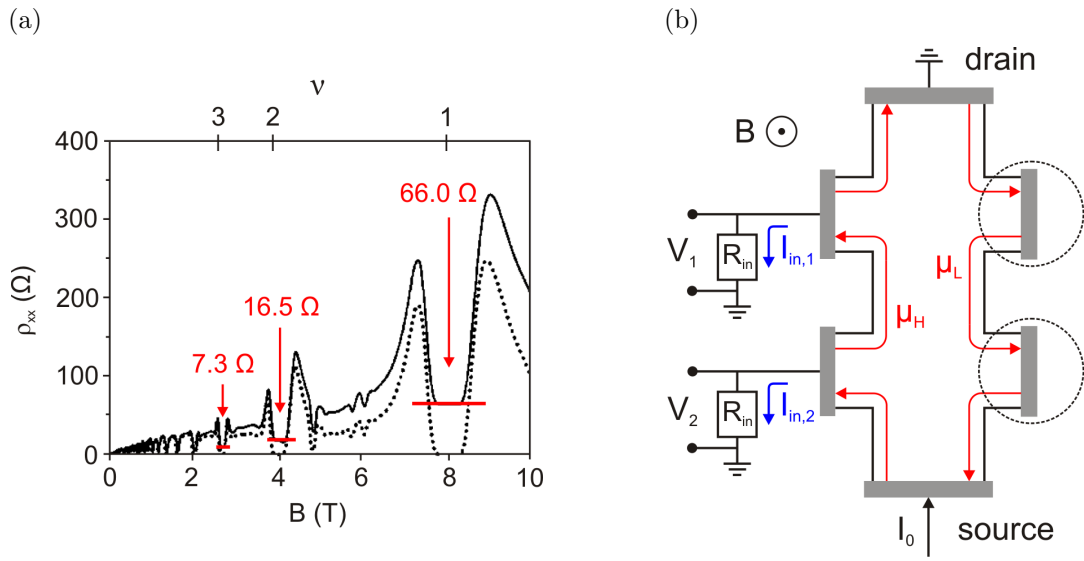 (a)
ν
3 2 1
400
300
200
100
0
ρxx (Ω)
7.3 Ω
16.5 Ω
66.0 Ω
0 2 4 6 8 10
B (T)
(b)
drain
B
V1
Rin
Iin,1
μL
μH
V2
Rin
Iin,2
I0
source